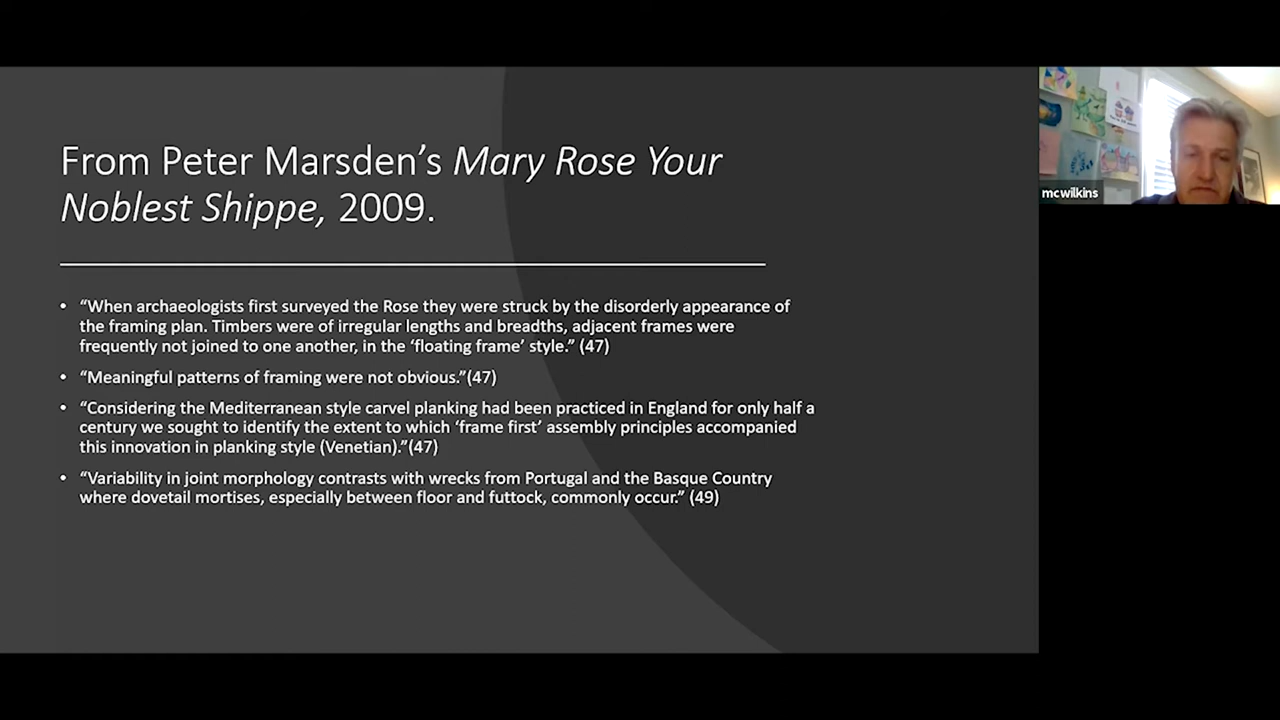 From Peter Marsden’s Mary Rose Your
Noblest Shippe, 2009.
• “When archaeologists first surveyed the Rose they were struck by the disorderly appearance of
the framing plan. Timbers were of irregular lengths and breadths, adjacent frames were
frequently not joined to one another, in the ‘floating frame’ style.” (47)
• “Meaningful patterns of framing were not obvious.”(47)
• “Considering the Mediterranean style carvel planking had been practiced in England for only half a
century we sought to identify the extent to which ‘frame first’ assembly principles accompanied
this innovation in planking style (Venetian).”(47)
• “Variability in joint morphology contrasts with wrecks from Portugal and the Basque Country
where dovetail mortises, especially between floor and futtock, commonly occur.” (49)
mcwilkins